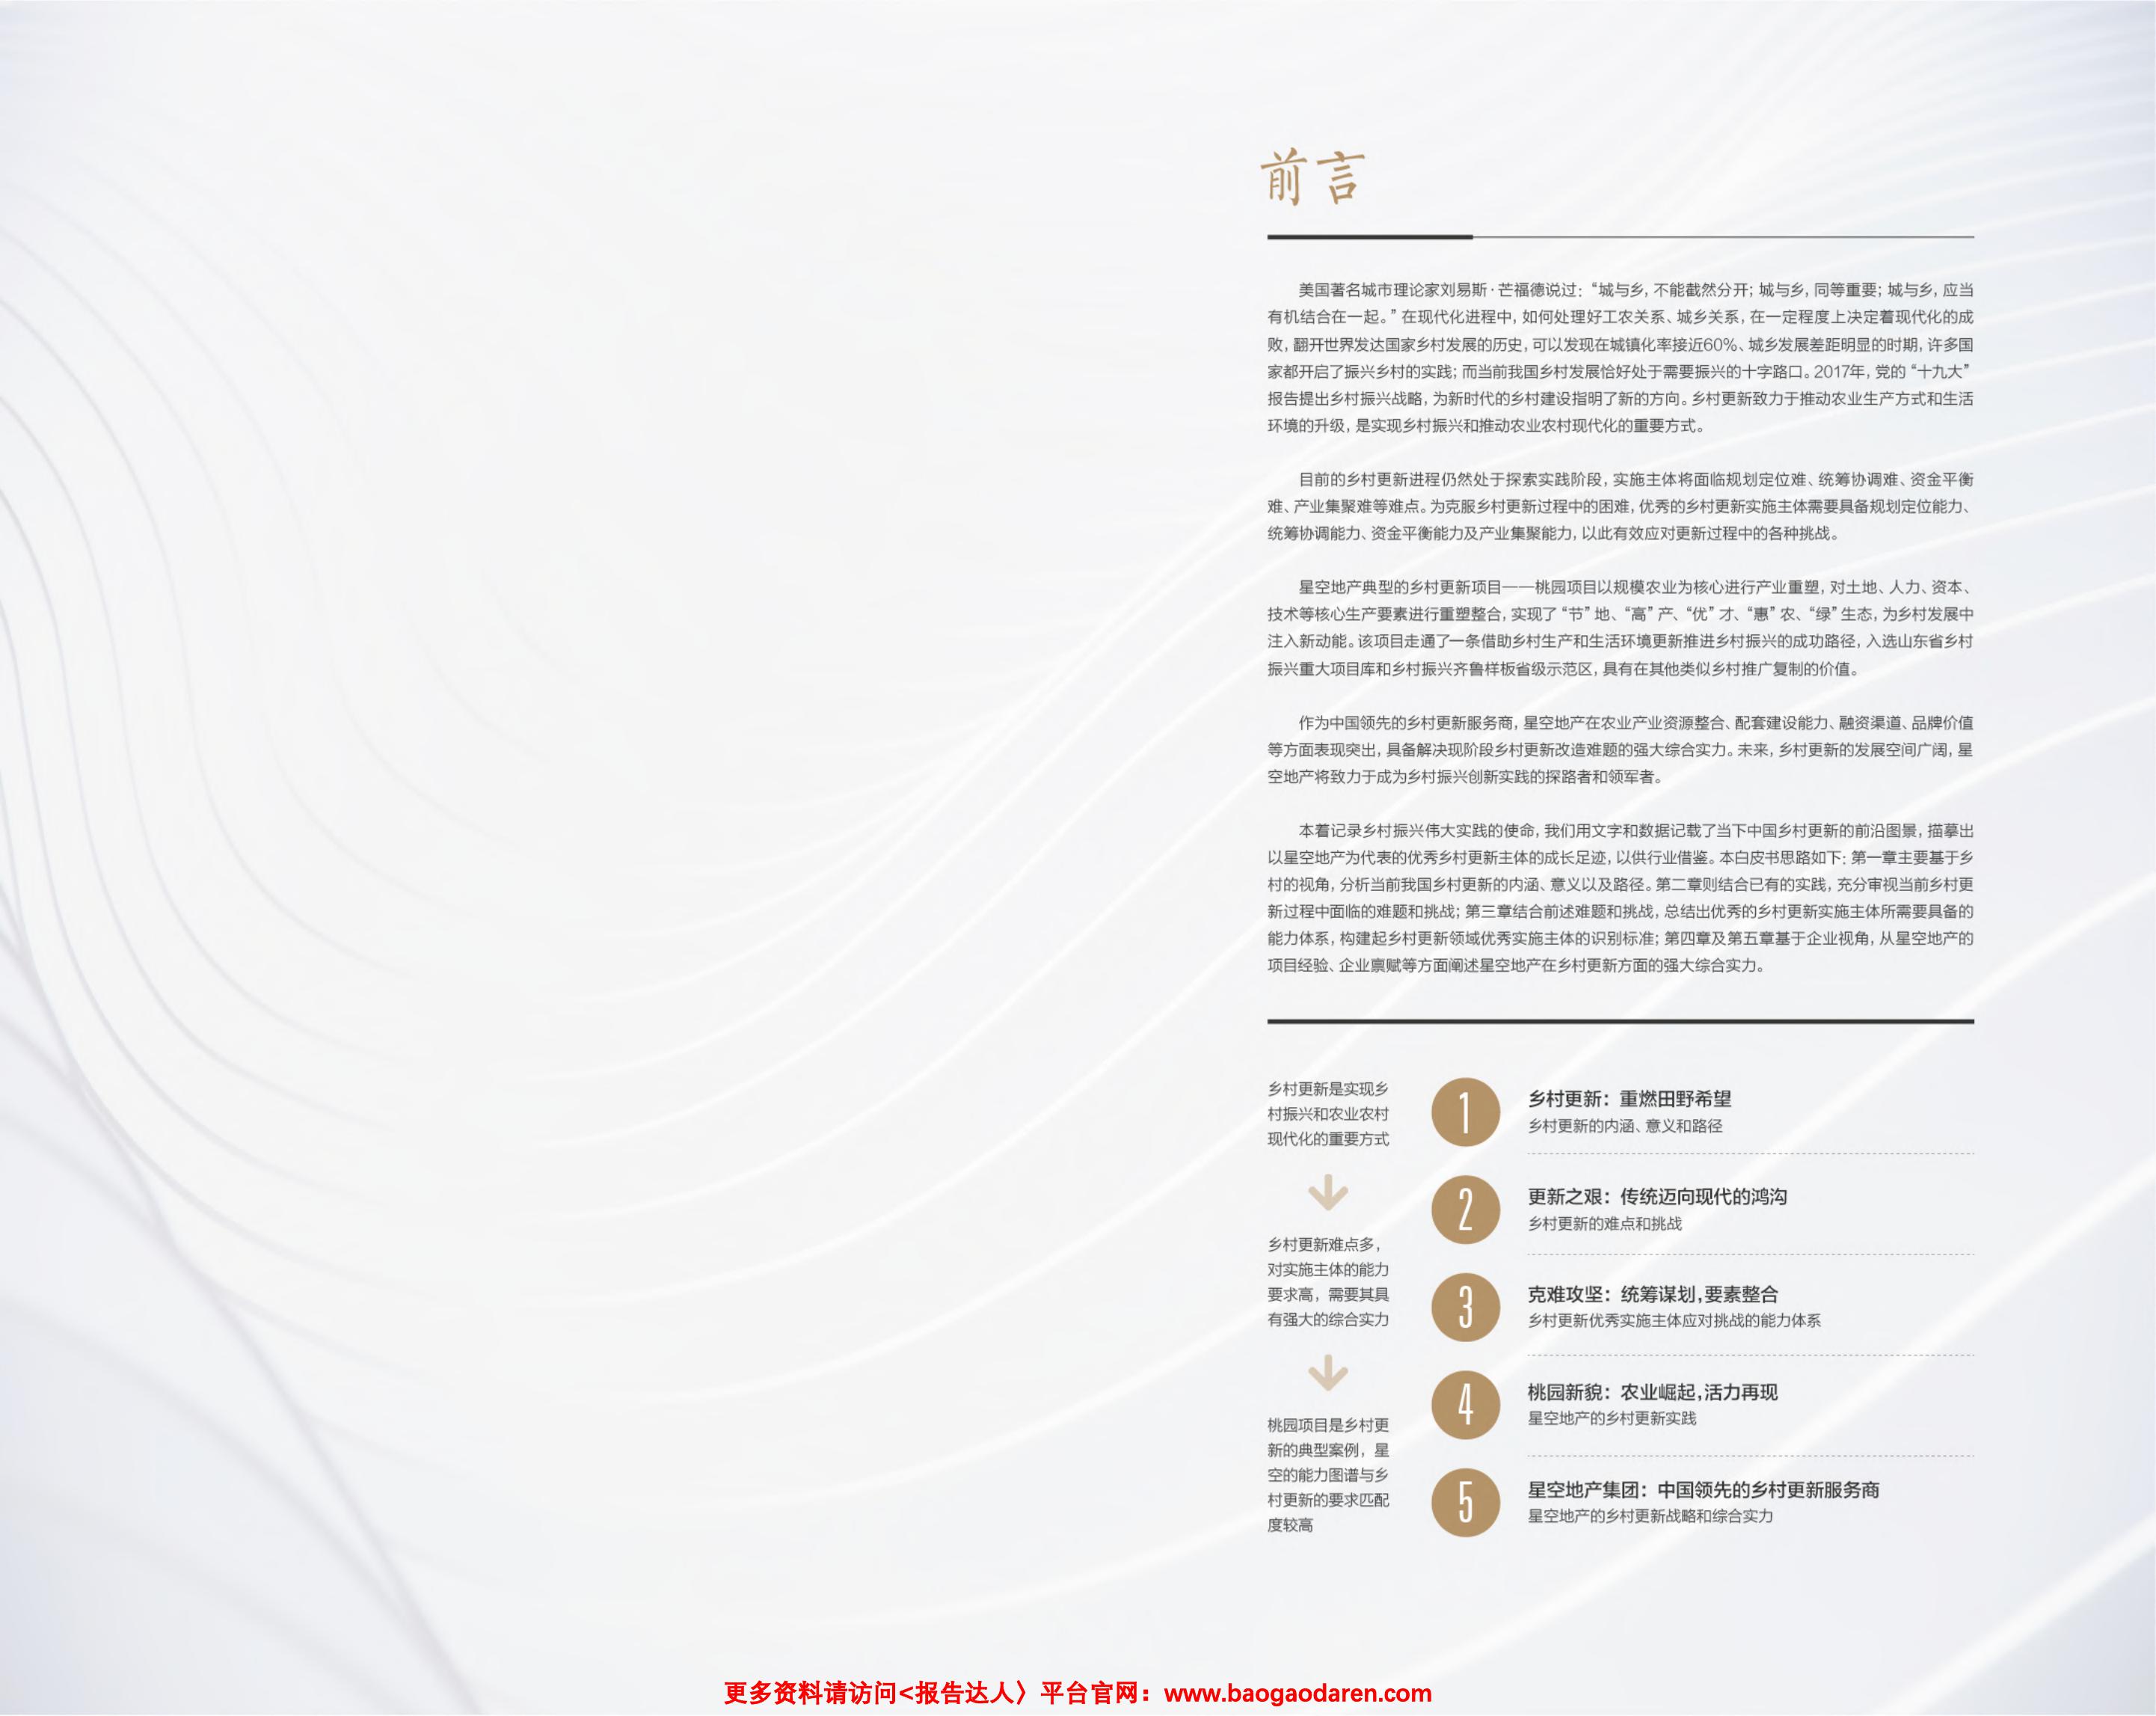 前言
美国著名城市理论家刘易斯·芒福德说过：“城与乡，不能截然分开；城与乡，同等重要；城与乡，应当
有机结合在一起。”在现代化进程中，如何处理好工农关系、城乡关系，在一定程度上决定着现代化的成
败，翻开世界发达国家乡村发展的历史，可以发现在城镇化率接近60%、城乡发展差距明显的时期，许多国
家都开启了振兴乡村的实践；而当前我国乡村发展恰好处于需要振兴的十字路口。2017年，党的“十九大”
报告提出乡村振兴战略，为新时代的乡村建设指明了新的方向。乡村更新致力于推动农业生产方式和生活
环境的升级，是实现乡村振兴和推动农业农村现代化的重要方式。
目前的乡村更新进程仍然处于探索实践阶段，实施主体将面临规划定位难、统筹协调难、资金平衡
难、产业集聚难等难点。为克服乡村更新过程中的困难，优秀的乡村更新实施主体需要具备规划定位能力、
统筹协调能力、资金平衡能力及产业集聚能力，以此有效应对更新过程中的各种挑战。
星空地产典型的乡村更新项目——桃园项目以规模农业为核心进行产业重塑，对土地、人力、资本、
技术等核心生产要素进行重塑整合，实现了“节”地、“高”产、“优”才、“惠”农、“绿”生态，为乡村发展中
注入新动能。该项目走通了一条借助乡村生产和生活环境更新推进乡村振兴的成功路径，入选山东省乡村
振兴重大项目库和乡村振兴齐鲁样板省级示范区，具有在其他类似乡村推广复制的价值。
作为中国领先的乡村更新服务商，星空地产在农业产业资源整合、配套建设能力、融资渠道、品牌价值
等方面表现突出，具备解决现阶段乡村更新改造难题的强大综合实力。未来，乡村更新的发展空间广阔，星
空地产将致力于成为乡村振兴创新实践的探路者和领军者。
本着记录乡村振兴伟大实践的使命，我们用文字和数据记载了当下中国乡村更新的前沿图景，描摹出
以星空地产为代表的优秀乡村更新主体的成长足迹，以供行业借鉴。本白皮书思路如下：第一章主要基于乡
村的视角，分析当前我国乡村更新的内涵、意义以及路径。第二章则结合已有的实践，充分审视当前乡村更
新过程中面临的难题和挑战；第三章结合前述难题和挑战，总结出优秀的乡村更新实施主体所需要具备的
能力体系，构建起乡村更新领域优秀实施主体的识别标准；第四章及第五章基于企业视角，从星空地产的
项目经验、企业禀赋等方面阐述星空地产在乡村更新方面的强大综合实力。
乡村更新是实现乡
村振兴和农业农村
现代化的重要方式
乡村更新难点多，
对实施主体的能力
要求高，需要其具
有强大的综合实力
桃园项目是乡村更
新的典型案例，星
空的能力图谱与乡
村更新的要求匹配
度较高
1
乡村更新：重燃田野希望
乡村更新的内涵、意义和路径
2
更新之艰：传统迈向现代的鸿沟
乡村更新的难点和挑战
3
克难攻坚：统筹谋划，要素整合
乡村更新优秀实施主体应对挑战的能力体系
4
桃园新貌：农业崛起，活力再现
星空地产的乡村更新实践
5
星空地产集团：中国领先的乡村更新服务商
星空地产的乡村更新战略和综合实力
更多资料请访问<报告达人〉平台官网：www.baogaodaren.com